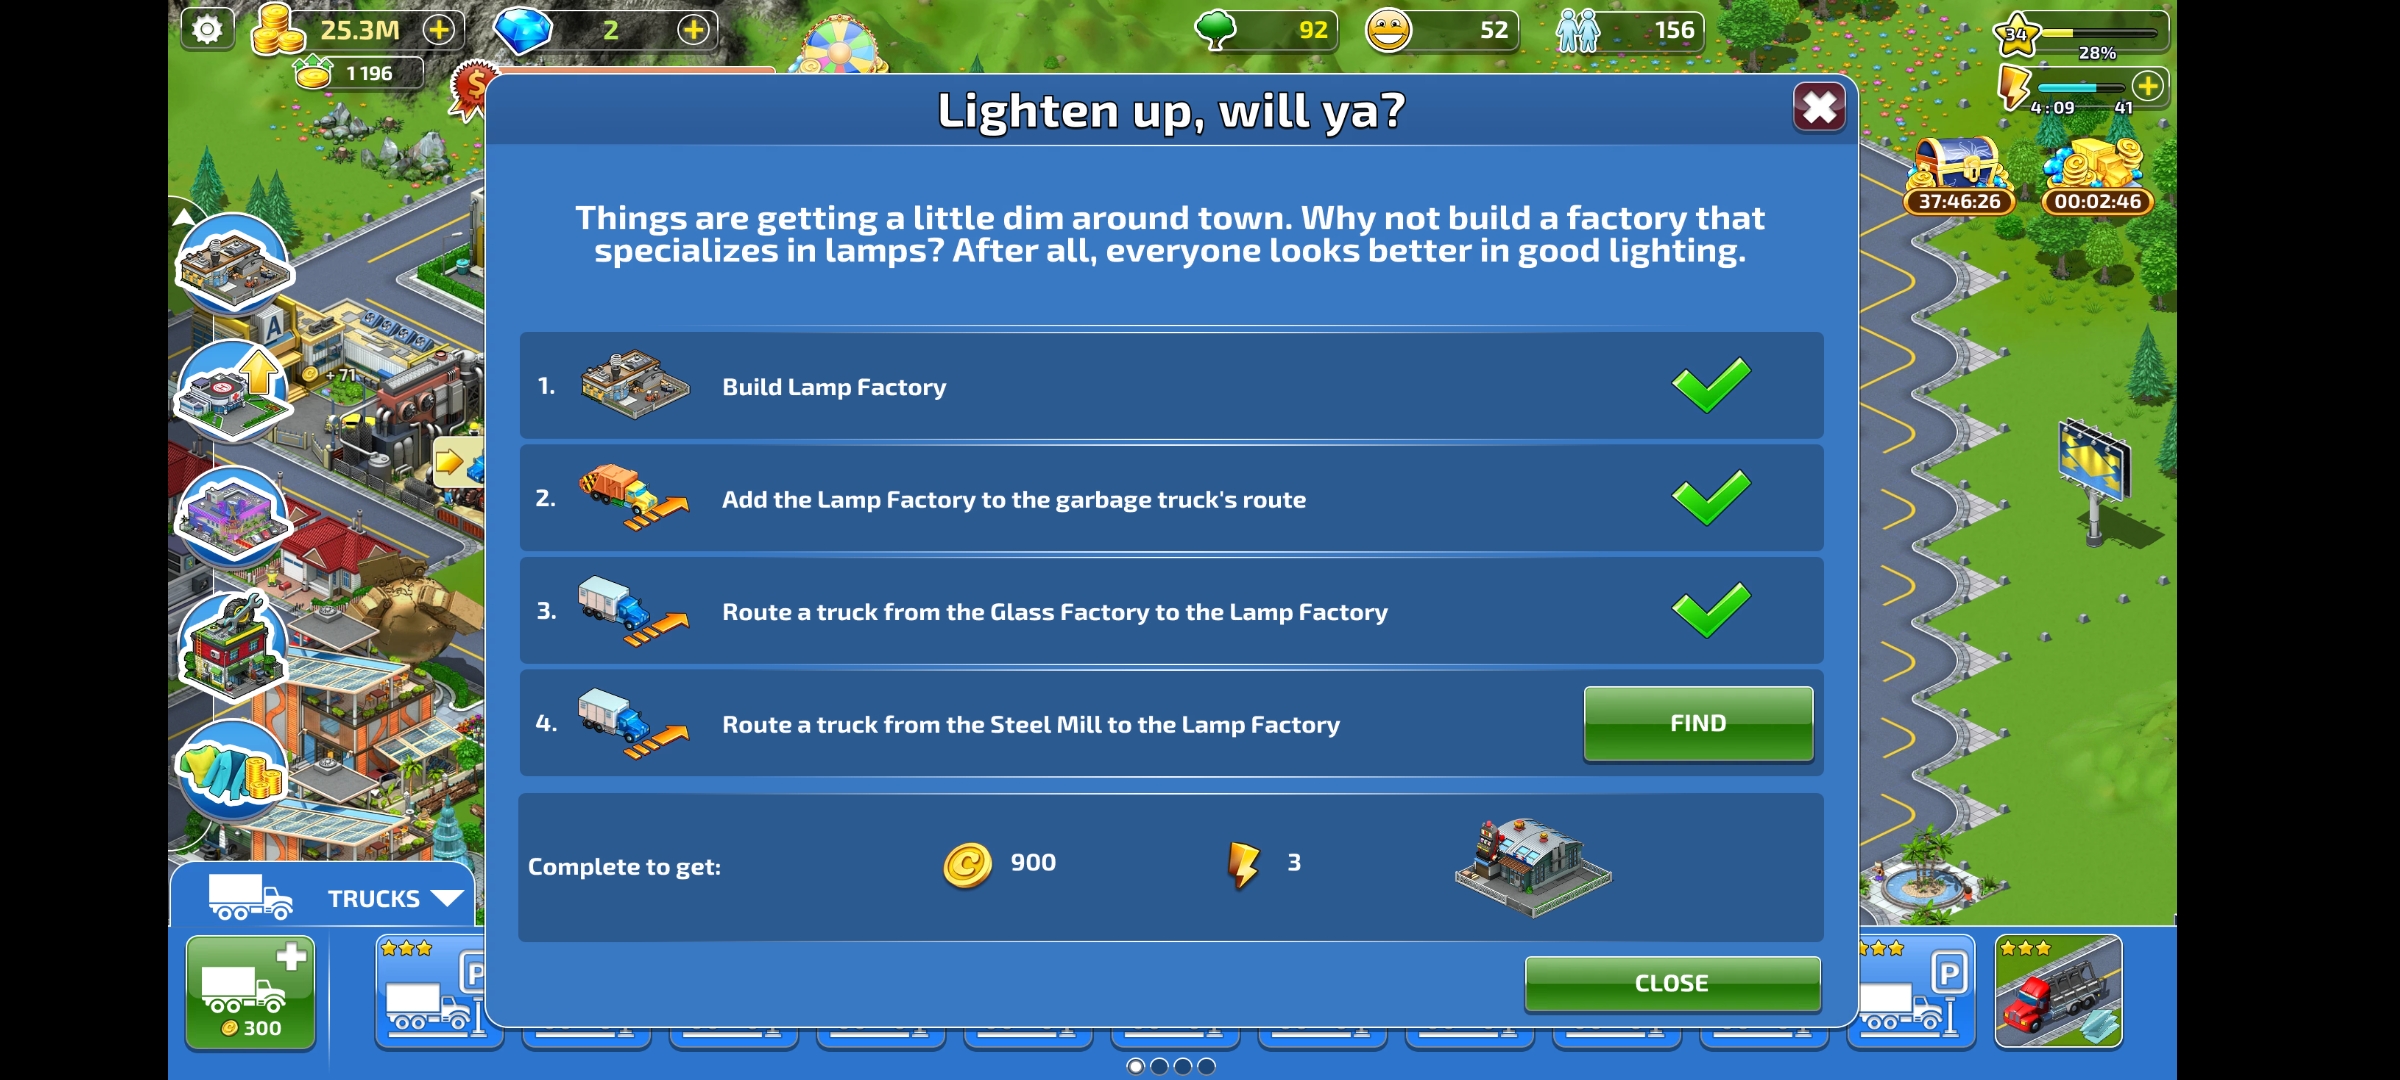 25.3M
2
92
52
156
34
28%
1196
4:09
41
37:46:26
00:02:46
Lighten up, will ya?
Things are getting a little dim around town. Why not build a factory that
specializes in lamps? After all, everyone looks better in good lighting.
A
+71
1.
Build Lamp Factory
2.
Add the Lamp Factory to the garbage truck's route
3.
Route a truck from the Glass Factory to the Lamp Factory
4.
Route a truck from the Steel Mill to the Lamp Factory
FIND
Complete to get:
900
3
CLOSE
TRUCKS
300
P
P